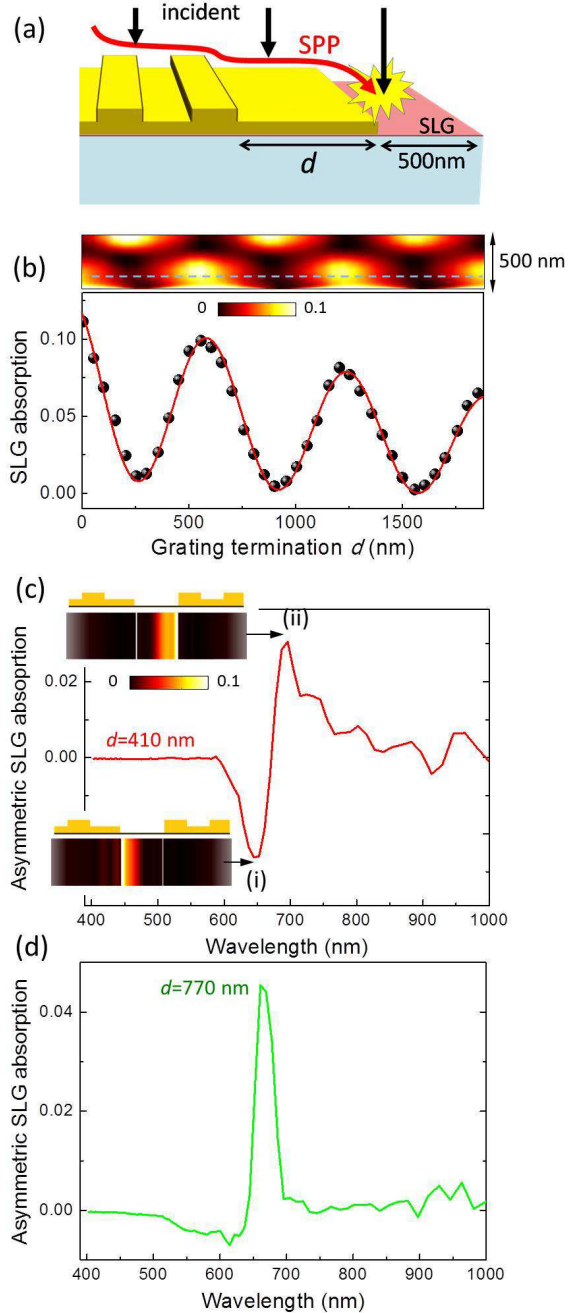 (a)
incident
SPP
SLG
d
500nm
(b)
500 nm
0
0.1
SLG absorption
0.10
0.05
0.00
0 500 1000 1500
Grating termination d (nm)
(c)
(ii)
0
0.1
Asymmetric SLG absoprtion
0.02
0.00
d=410 nm
(i)
400 500 600 700 800 900 1000
Wavelength (nm)
(d)
d=770 nm
Asymmetric SLG absorption
0.04
0.02
0.00
400 500 600 700 800 900 1000
Wavelength (nm)